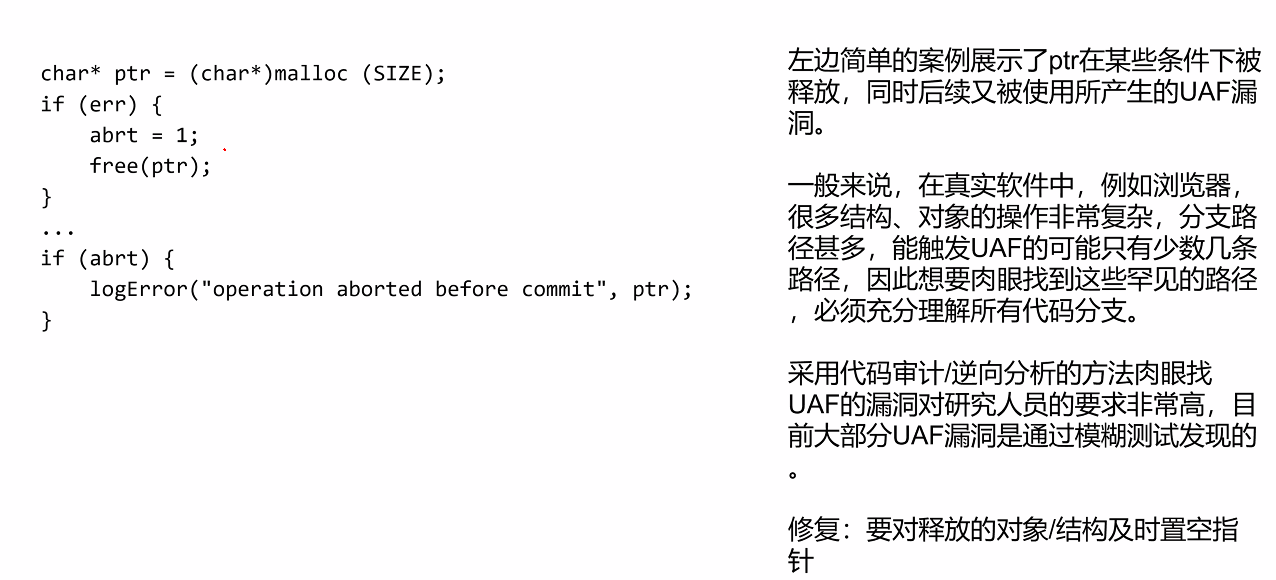 char* ptr = (char*)malloc (SIZE);
if (err) {
    abrt = 1;
    free(ptr);
}
...
if (abrt) {
    logError("operation aborted before commit", ptr);
}
左边简单的案例展示了ptr在某些条件下被
释放，同时后续又被使用所产生的UAF漏
洞。
一般来说，在真实软件中，例如浏览器，
很多结构、对象的操作非常复杂，分支路
径甚多，能触发UAF的可能只有少数几条
路径，因此想要肉眼找到这些罕见的路径
，必须充分理解所有代码分支。
采用代码审计/逆向分析的方法肉眼找
UAF的漏洞对研究人员的要求非常高，目
前大部分UAF漏洞是通过模糊测试发现的
。
修复：要对释放的对象/结构及时置空指
针